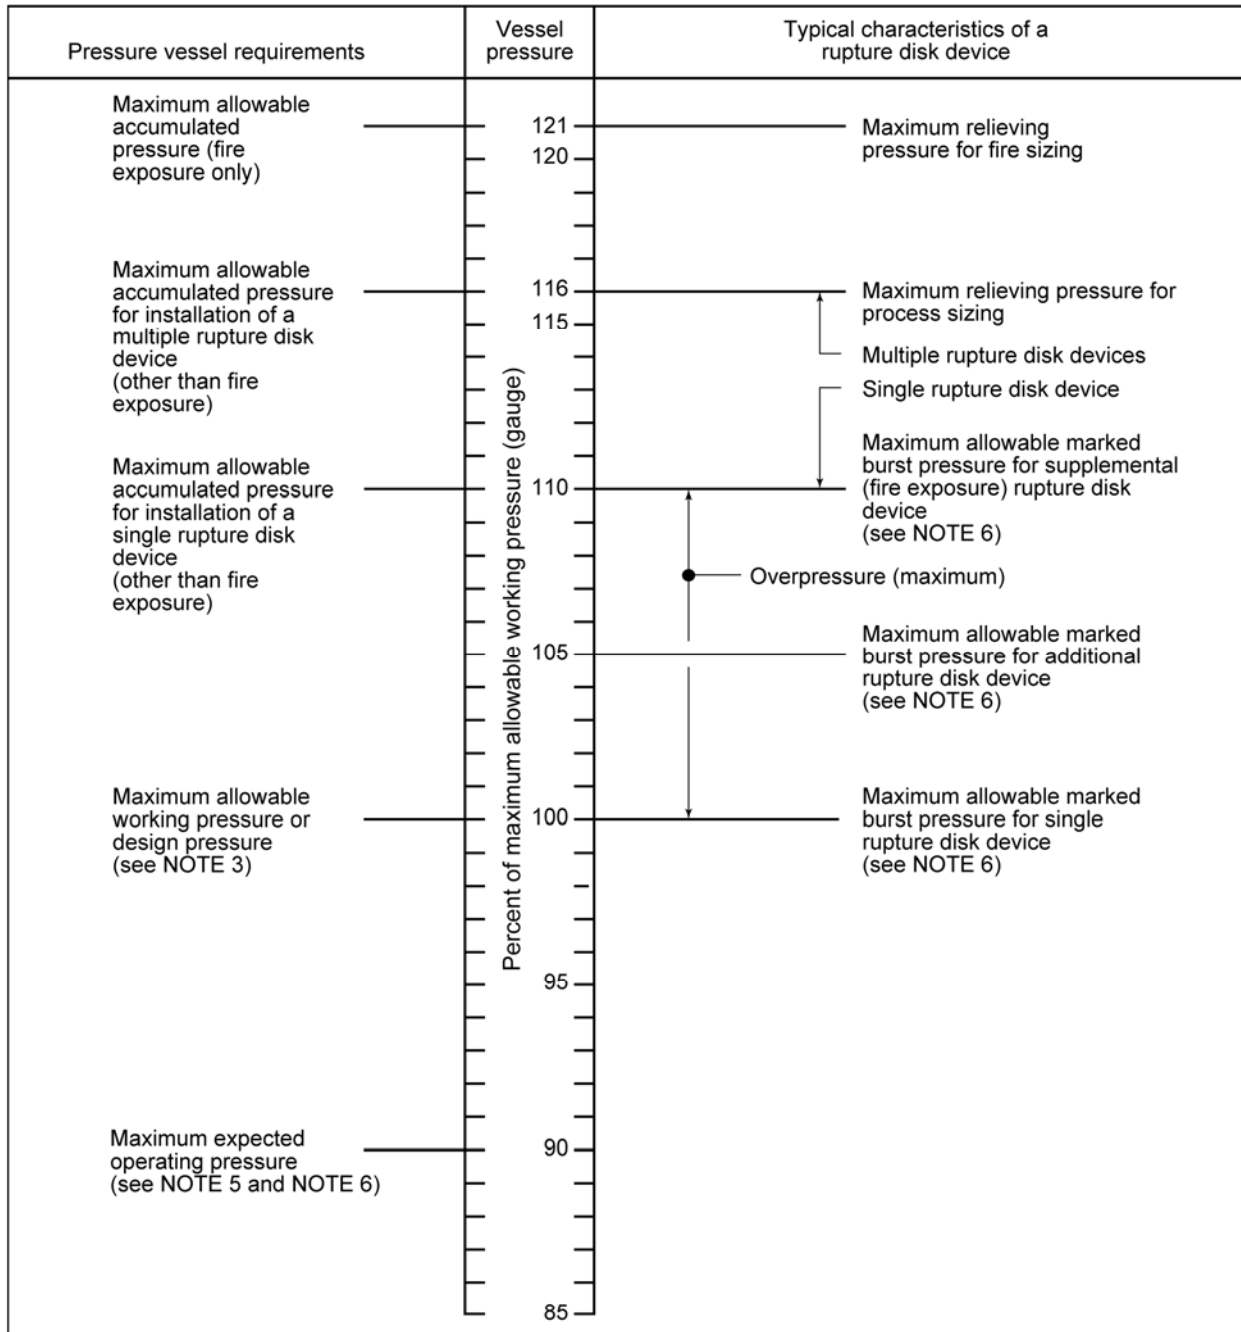 Pressure vessel requirements
Vessel
pressure
Typical characteristics of a
rupture disk device
Maximum allowable
accumulated
pressure (fire
exposure only)
Maximum allowable
accumulated pressure
for installation of a
multiple rupture disk
device
(other than fire
exposure)
Maximum allowable
accumulated pressure
for installation of a
single rupture disk
device
(other than fire
exposure)
Maximum allowable
working pressure or
design pressure
(see NOTE 3)
Maximum expected
operating pressure
(see NOTE 5 and NOTE 6)
Percent of maximum allowable working pressure (gauge)
121
120
116
115
110
105
100
95
90
85
Maximum relieving
pressure for fire sizing
Maximum relieving pressure for
process sizing
Multiple rupture disk devices
Single rupture disk device
Maximum allowable marked
burst pressure for supplemental
(fire exposure) rupture disk
device
(see NOTE 6)
Overpressure (maximum)
Maximum allowable marked
burst pressure for additional
rupture disk device
(see NOTE 6)
Maximum allowable marked
burst pressure for single
rupture disk device
(see NOTE 6)